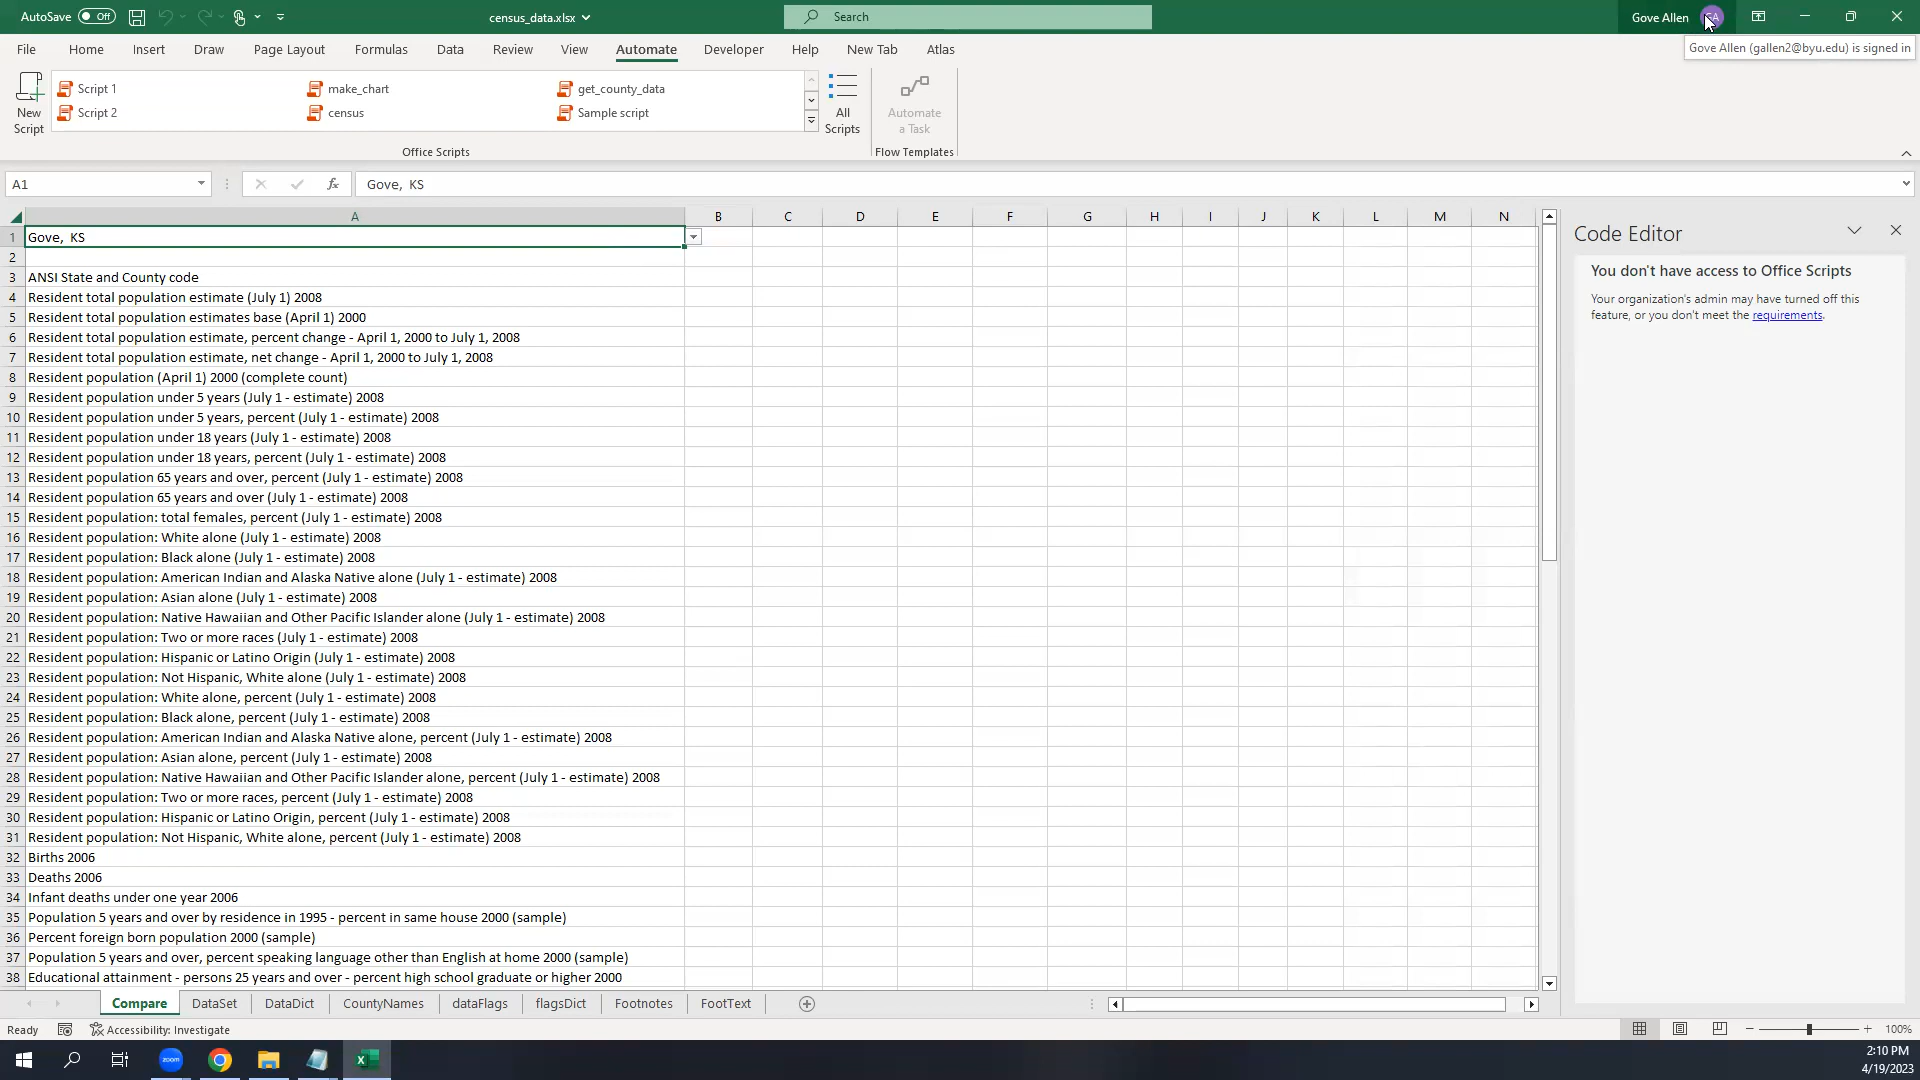 AutoSave Off census_data.xlsx Search Gove Allen GA
Gove Allen (gallen2@byu.edu) is signed in
File Home Insert Draw Page Layout Formulas Data Review View Automate Developer Help New Tab Atlas
New Script
Script 1 make_chart get_county_data
Script 2 census Sample script
All Scripts
Automate a Task
Office Scripts Flow Templates
A1 fx Gove,  KS
A B C D E F G H I J K L M N
1 Gove,  KS
2
3 ANSI State and County code
4 Resident total population estimate (July 1) 2008
5 Resident total population estimates base (April 1) 2000
6 Resident total population estimate, percent change - April 1, 2000 to July 1, 2008
7 Resident total population estimate, net change - April 1, 2000 to July 1, 2008
8 Resident population (April 1) 2000 (complete count)
9 Resident population under 5 years (July 1 - estimate) 2008
10 Resident population under 5 years, percent (July 1 - estimate) 2008
11 Resident population under 18 years (July 1 - estimate) 2008
12 Resident population under 18 years, percent (July 1 - estimate) 2008
13 Resident population 65 years and over, percent (July 1 - estimate) 2008
14 Resident population 65 years and over (July 1 - estimate) 2008
15 Resident population: total females, percent (July 1 - estimate) 2008
16 Resident population: White alone (July 1 - estimate) 2008
17 Resident population: Black alone (July 1 - estimate) 2008
18 Resident population: American Indian and Alaska Native alone (July 1 - estimate) 2008
19 Resident population: Asian alone (July 1 - estimate) 2008
20 Resident population: Native Hawaiian and Other Pacific Islander alone (July 1 - estimate) 2008
21 Resident population: Two or more races (July 1 - estimate) 2008
22 Resident population: Hispanic or Latino Origin (July 1 - estimate) 2008
23 Resident population: Not Hispanic, White alone (July 1 - estimate) 2008
24 Resident population: White alone, percent (July 1 - estimate) 2008
25 Resident population: Black alone, percent (July 1 - estimate) 2008
26 Resident population: American Indian and Alaska Native alone, percent (July 1 - estimate) 2008
27 Resident population: Asian alone, percent (July 1 - estimate) 2008
28 Resident population: Native Hawaiian and Other Pacific Islander alone, percent (July 1 - estimate) 2008
29 Resident population: Two or more races, percent (July 1 - estimate) 2008
30 Resident population: Hispanic or Latino Origin, percent (July 1 - estimate) 2008
31 Resident population: Not Hispanic, White alone, percent (July 1 - estimate) 2008
32 Births 2006
33 Deaths 2006
34 Infant deaths under one year 2006
35 Population 5 years and over by residence in 1995 - percent in same house 2000 (sample)
36 Percent foreign born population 2000 (sample)
37 Population 5 years and over, percent speaking language other than English at home 2000 (sample)
38 Educational attainment - persons 25 years and over - percent high school graduate or higher 2000
Code Editor
You don't have access to Office Scripts
Your organization's admin may have turned off this
feature, or you don't meet the requirements.
Compare DataSet DataDict CountyNames dataFlags flagsDict Footnotes FootText
Ready Accessibility: Investigate 100%
zoom
2:10 PM
4/19/2023